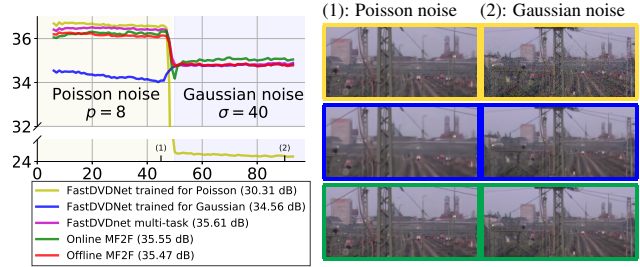 (1): Poisson noise (2): Gaussian noise
36
34
32
24
Poisson noise
p = 8
Gaussian noise
σ = 40
(1) (2)
0 20 40 60 80
FastDVDNet trained for Poisson (30.31 dB)
FastDVDNet trained for Gaussian (34.56 dB)
FastDVDnet multi-task (35.61 dB)
Online MF2F (35.55 dB)
Offline MF2F (35.47 dB)